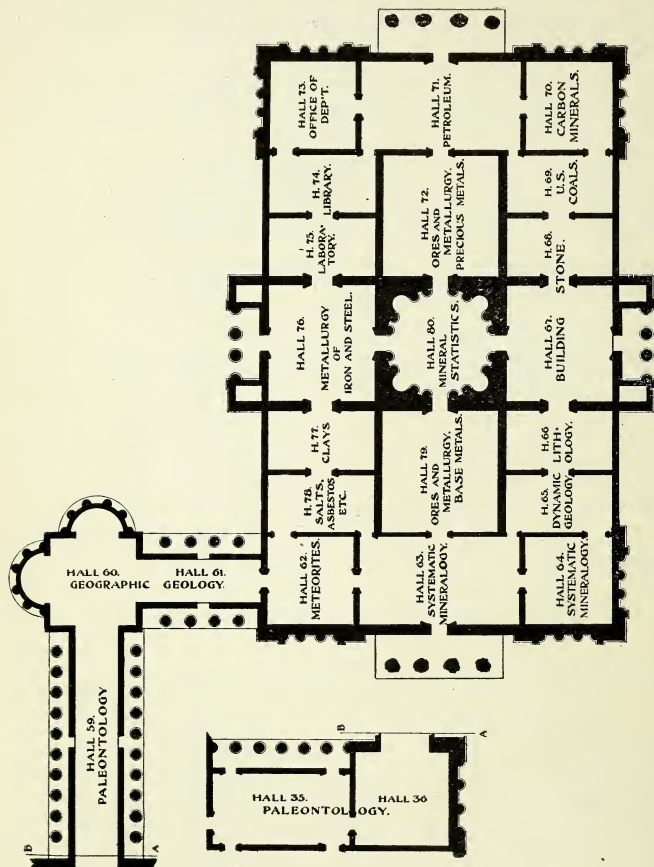 HALL 73.
OFFICE OF
DEP'T.
HALL 71.
PETROLEUM.
HALL 70.
CARBON
MINERALS.
H. 74.
LIBRARY.
HALL 72.
ORES AND
METALLURGY.
PRECIOUS METALS.
H. 69.
U.S.
COALS.
H. 75.
LABORA-
TORY.
H. 68.
STONE.
HALL 76.
METALLURGY
OF
IRON AND STEEL.
HALL 80.
MINERAL
STATISTICS.
HALL 67.
BUILDING
H. 77.
CLAYS
HALL 79.
ORES AND
METALLURGY.
BASE METALS.
H. 66
LITH-
OLOGY.
H. 78.
SALTS,
ASBESTOS
ETC.
H. 65.
DYNAMIC
GEOLOGY
HALL 60.
GEOGRAPHIC
HALL 61.
GEOLOGY.
HALL 62.
METEORITES.
HALL 63.
SYSTEMATIC
MINERALOGY.
HALL 64.
SYSTEMATIC
MINERALOGY.
HALL 59.
PALEONTOLOGY
B
A
B
A
HALL 35.
HALL 36
PALEONTOLOGY.